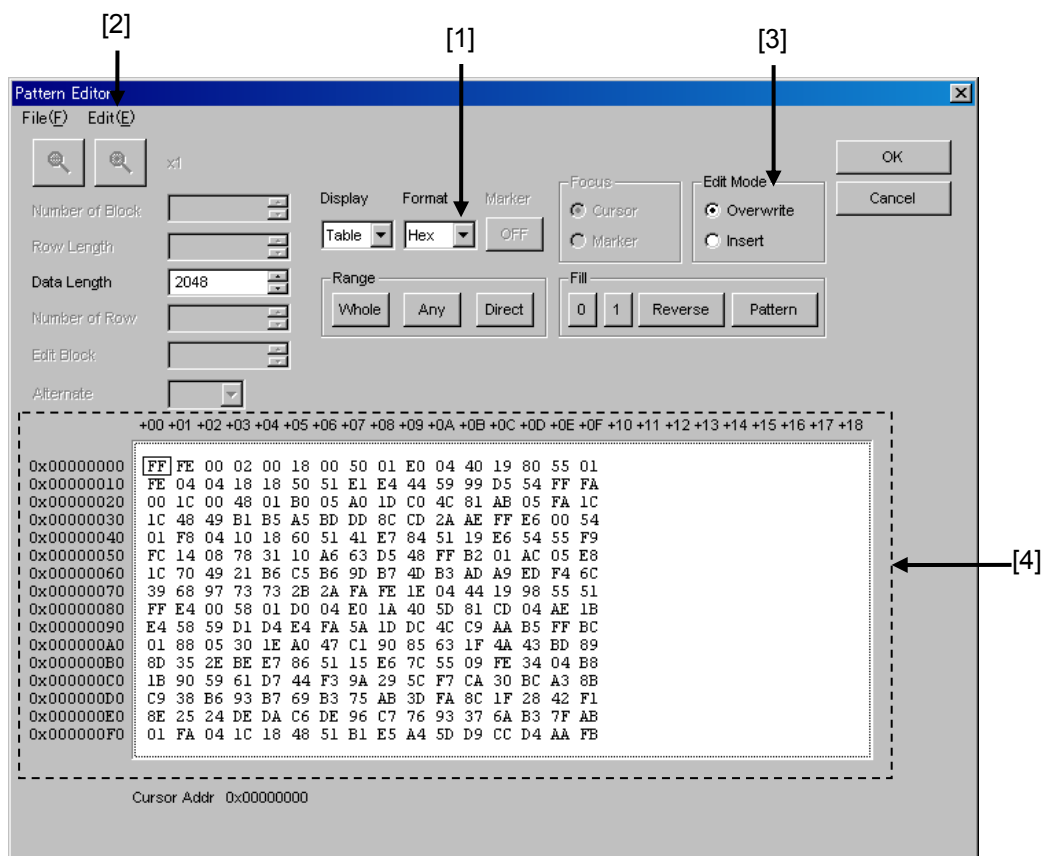 [2]
[1]
[3]
Pattern Editor
File(F) Edit(E)
x1
OK
Cancel
Number of Block
Row Length
Data Length 2048
Number of Row
Edit Block
Alternate
Display Format Marker
Table Hex OFF
Focus
Cursor
Marker
Edit Mode
Overwrite
Insert
Range
Whole Any Direct
Fill
0 1 Reverse Pattern
+00 +01 +02 +03 +04 +05 +06 +07 +08 +09 +0A +0B +0C +0D +0E +0F +10 +11 +12 +13 +14 +15 +16 +17 +18
0x00000000 FF FE 00 02 00 18 00 50 01 E0 04 40 19 80 55 01
0x00000010 FE 04 04 18 18 50 51 E1 E4 44 59 99 D5 54 FF FA
0x00000020 00 1C 00 48 01 B0 05 A0 1D C0 4C 81 AB 05 FA 1C
0x00000030 1C 48 49 B1 B5 A5 BD DD 8C CD 2A AE FF E6 00 54
0x00000040 01 F8 04 10 18 60 51 41 E7 84 51 19 E6 54 55 F9
0x00000050 FC 14 08 78 31 10 A6 63 D5 48 FF B2 01 AC 05 E8
0x00000060 1C 70 49 21 B6 C5 B6 9D B7 4D B3 AD A9 ED F4 6C
0x00000070 39 68 97 73 73 2B 2A FA FE 1E 04 44 19 98 55 51
0x00000080 FF E4 00 58 01 D0 04 E0 1A 40 5D 81 CD 04 AE 1B
0x00000090 E4 58 59 D1 D4 E4 FA 5A 1D DC 4C C9 AA B5 FF BC
0x000000A0 01 88 05 30 1E A0 47 C1 90 85 63 1F 4A 43 BD 89
0x000000B0 8D 35 2E BE E7 86 51 15 E6 7C 55 09 FE 34 04 B8
0x000000C0 1B 90 59 61 D7 44 F3 9A 29 5C F7 CA 30 BC A3 8B
0x000000D0 C9 38 B6 93 B7 69 B3 75 AB 3D FA 8C 1F 28 42 F1
0x000000E0 8E 25 24 DE DA C6 DE 96 C7 76 93 37 6A B3 7F AB
0x000000F0 01 FA 04 1C 18 48 51 B1 E5 A4 5D D9 CC D4 AA FB
[4]
Cursor Addr 0x00000000